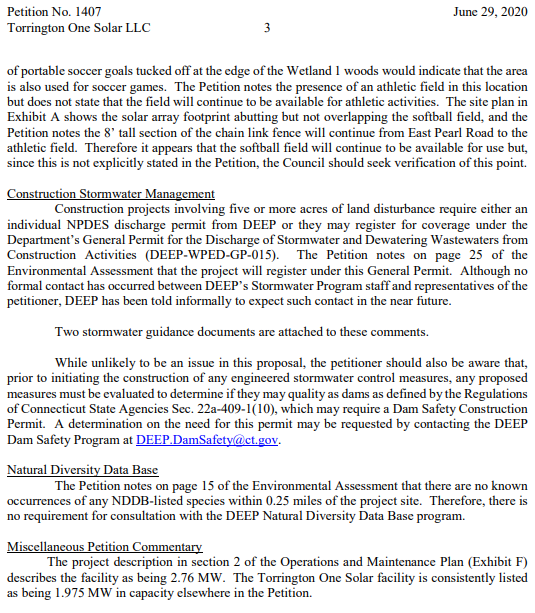 Petition No. 1407 June 29, 2020
Torrington One Solar LLC 3
of portable soccer goals tucked off at the edge of the Wetland 1 woods would indicate that the area
is also used for soccer games. The Petition notes the presence of an athletic field in this location
but does not state that the field will continue to be available for athletic activities. The site plan in
Exhibit A shows the solar array footprint abutting but not overlapping the softball field, and the
Petition notes the 8' tall section of the chain link fence will continue from East Pearl Road to the
athletic field. Therefore it appears that the softball field will continue to be available for use but,
since this is not explicitly stated in the Petition, the Council should seek verification of this point.
Construction Stormwater Management
Construction projects involving five or more acres of land disturbance require either an
individual NPDES discharge permit from DEEP or they may register for coverage under the
Department's General Permit for the Discharge of Stormwater and Dewatering Wastewaters from
Construction Activities (DEEP-WPED-GP-015). The Petition notes on page 25 of the
Environmental Assessment that the project will register under this General Permit. Although no
formal contact has occurred between DEEP's Stormwater Program staff and representatives of the
petitioner, DEEP has been told informally to expect such contact in the near future.
Two stormwater guidance documents are attached to these comments.
While unlikely to be an issue in this proposal, the petitioner should also be aware that,
prior to initiating the construction of any engineered stormwater control measures, any proposed
measures must be evaluated to determine if they may quality as dams as defined by the Regulations
of Connecticut State Agencies Sec. 22a-409-1(10), which may require a Dam Safety Construction
Permit. A determination on the need for this permit may be requested by contacting the DEEP
Dam Safety Program at DEEP.DamSafety@ct.gov.
Natural Diversity Data Base
The Petition notes on page 15 of the Environmental Assessment that there are no known
occurrences of any NDDB-listed species within 0.25 miles of the project site. Therefore, there is
no requirement for consultation with the DEEP Natural Diversity Data Base program.
Miscellaneous Petition Commentary
The project description in section 2 of the Operations and Maintenance Plan (Exhibit F)
describes the facility as being 2.76 MW. The Torrington One Solar facility is consistently listed
as being 1.975 MW in capacity elsewhere in the Petition.